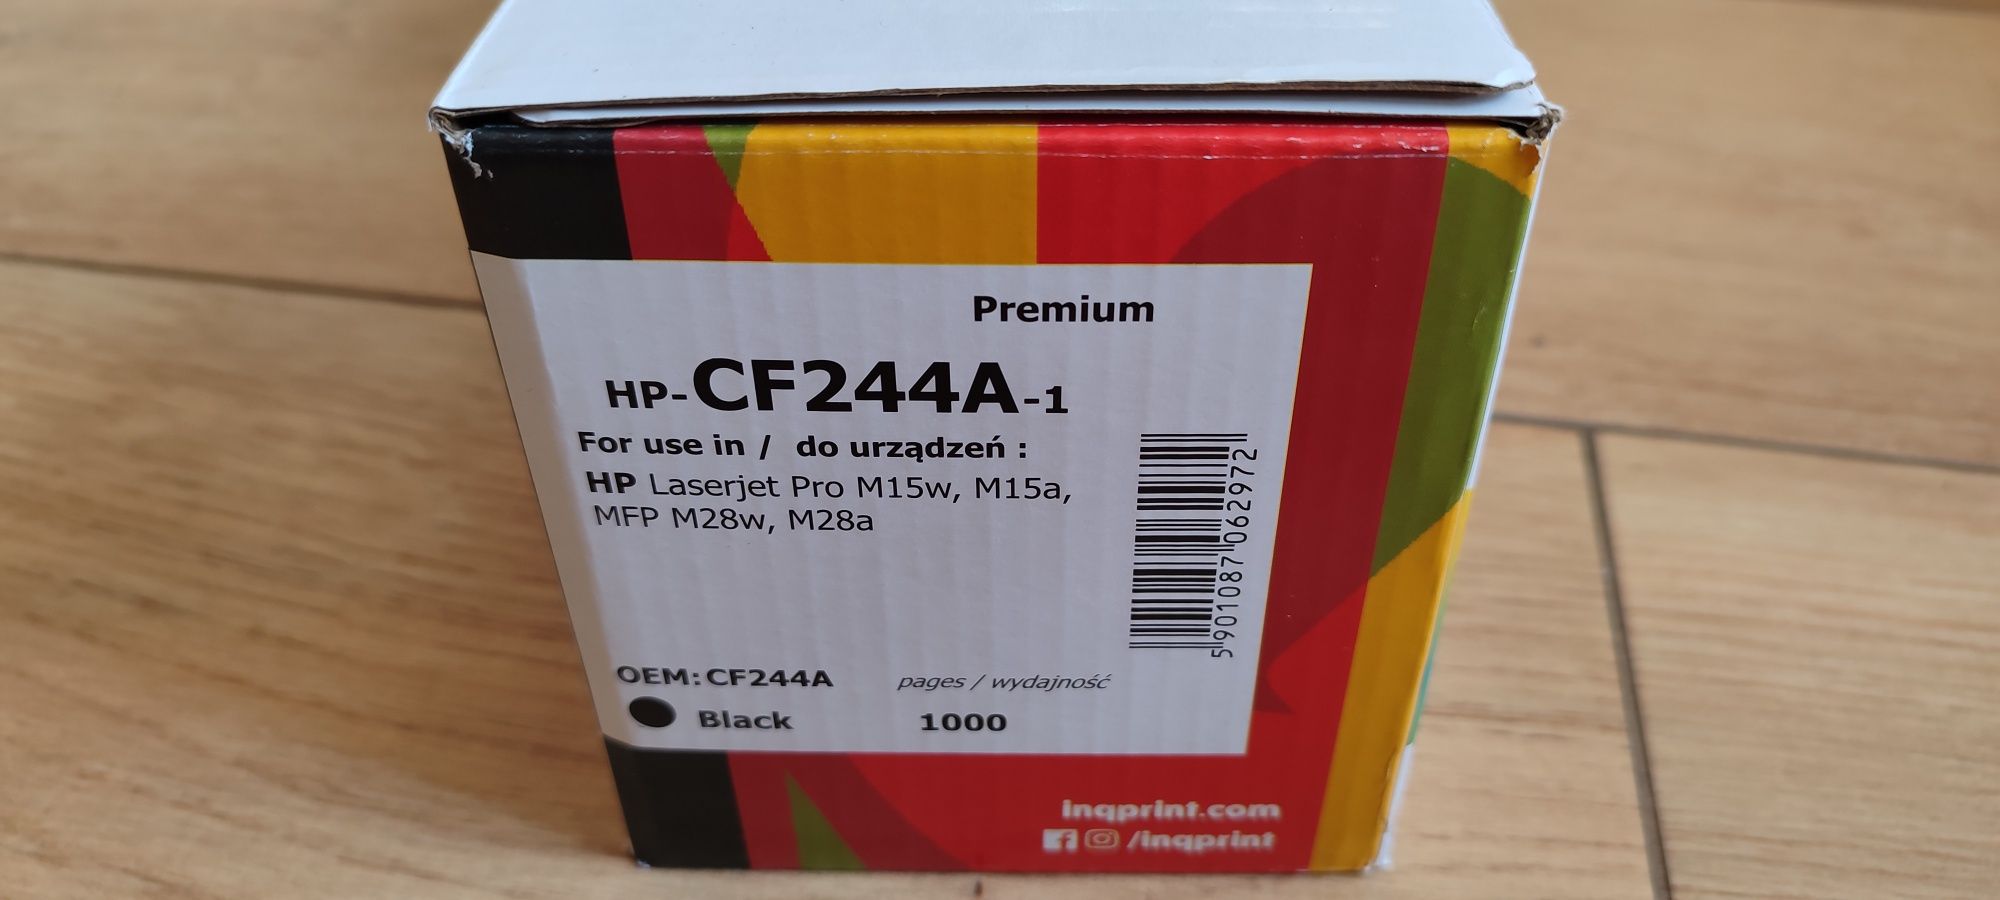 Premium
HP-CF244A-1
For use in / do urządzeń :
HP Laserjet Pro M15w, M15a,
MFP M28w, M28a
5901087062972
OEM: CF244A
pages / wydajność
Black
1000
inqprint.com
/inqprint